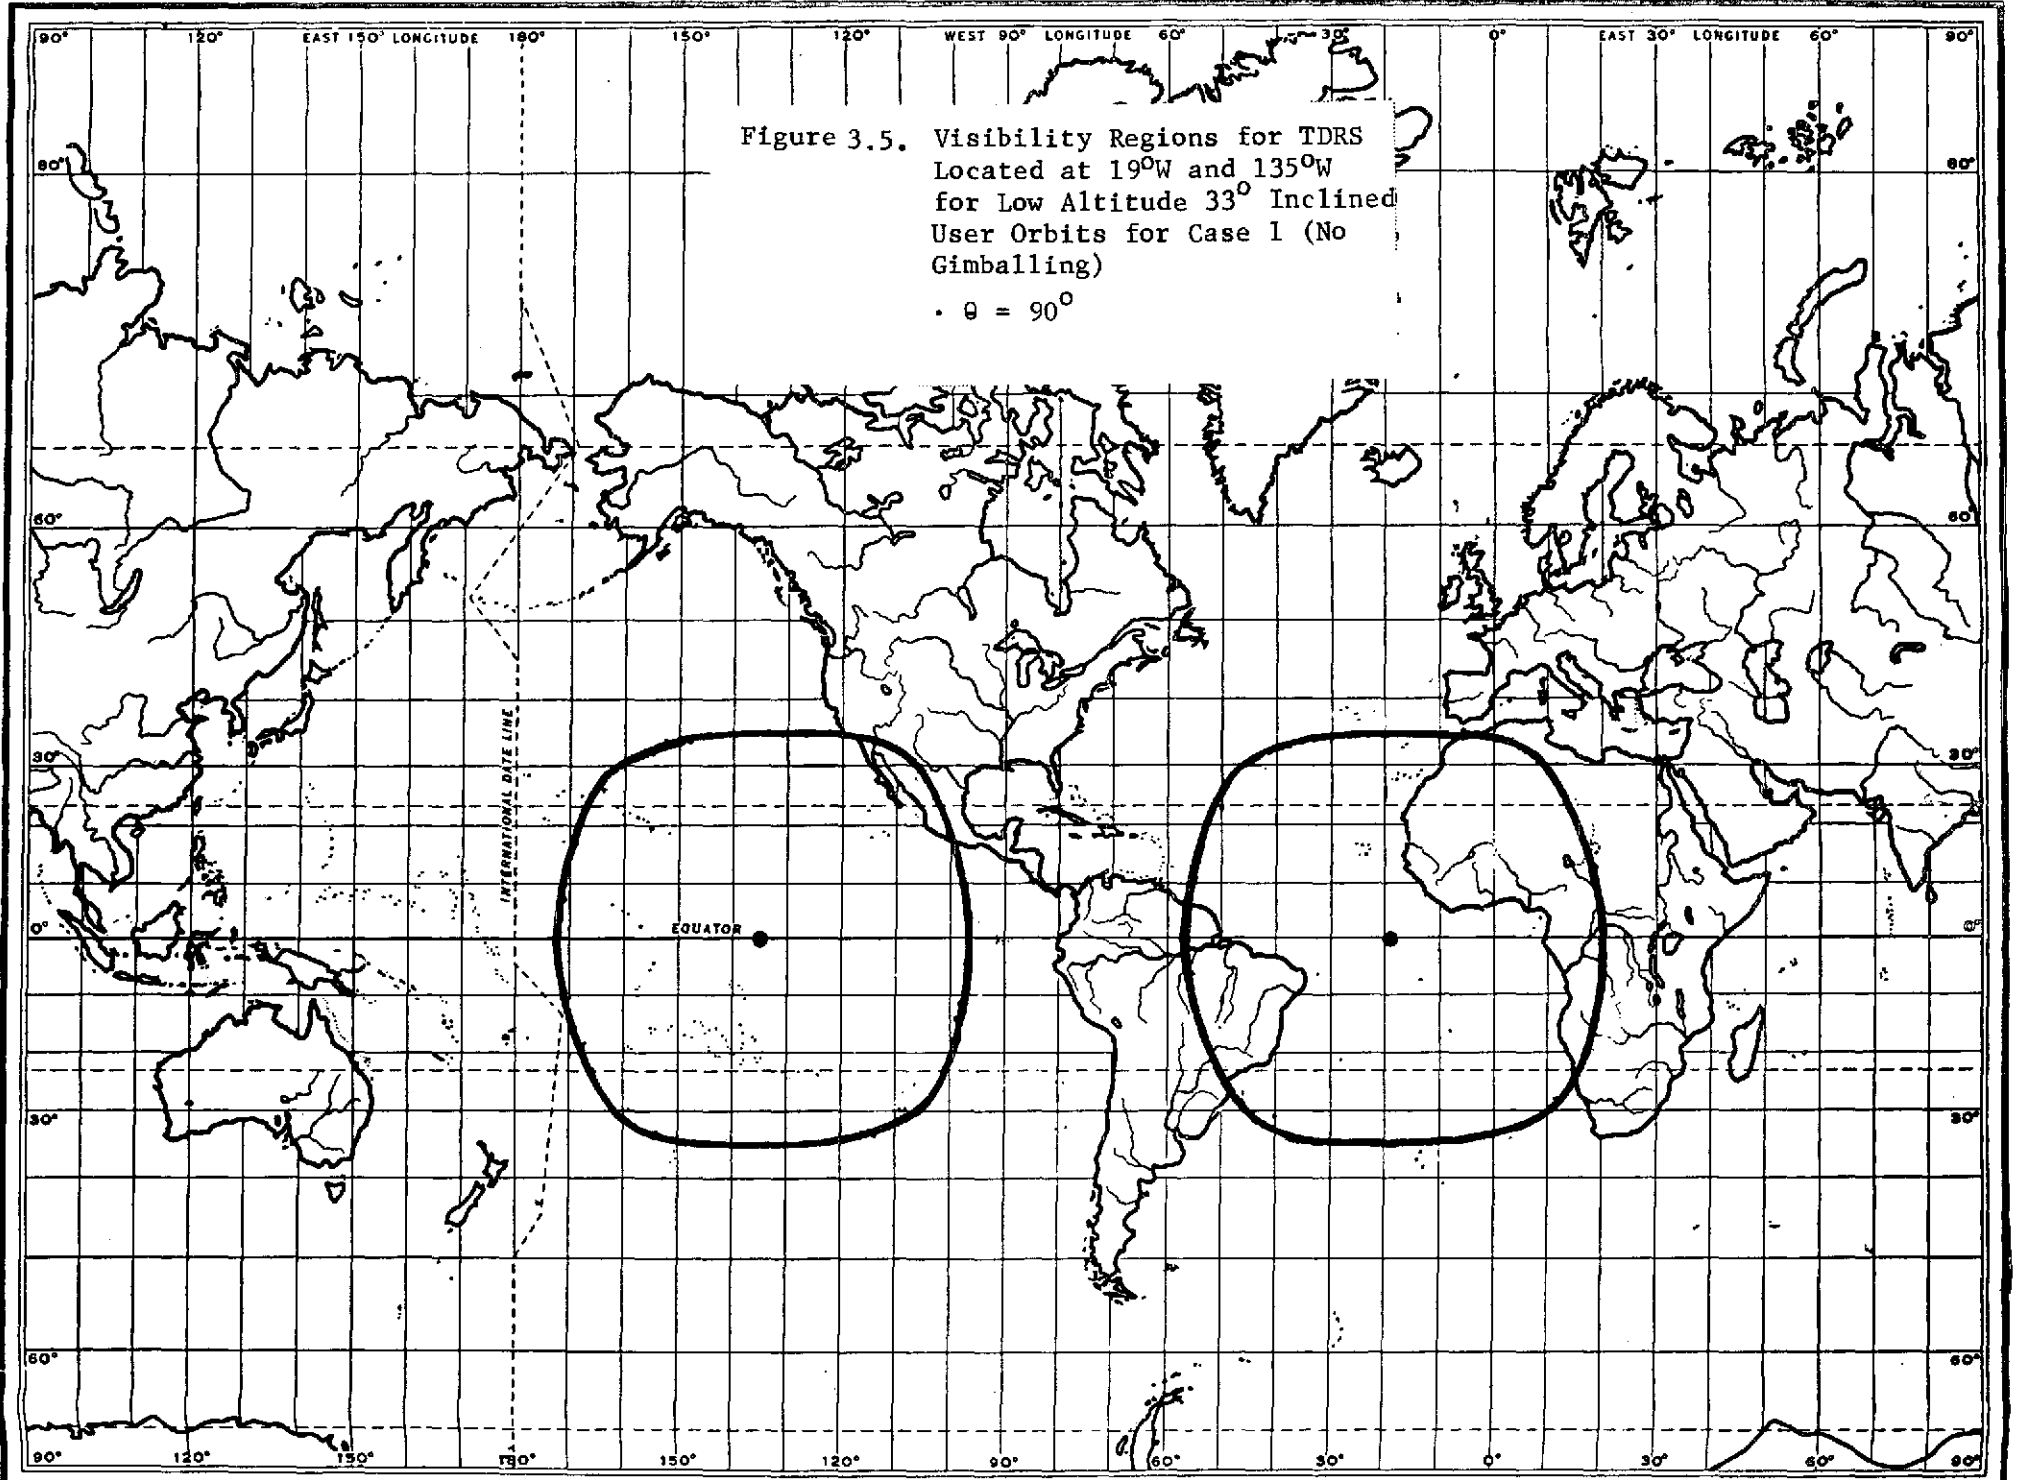 90° 120° EAST 150° LONGITUDE 180° 150° 120° WEST 90° LONGITUDE 60° 30° 0° EAST 30° LONGITUDE 60° 90°
Figure 3.5. Visibility Regions for TDRS
Located at 19°W and 135°W
for Low Altitude 33° Inclined
User Orbits for Case 1 (No
Gimballing)
· θ = 90°
80° 80°
60° 60°
INTERNATIONAL DATE LINE
30° 30°
0° EQUATOR 0°
30° 30°
60° 60°
90° 120° 150° 180° 150° 120° 90° 60° 30° 0° 30° 60° 90°